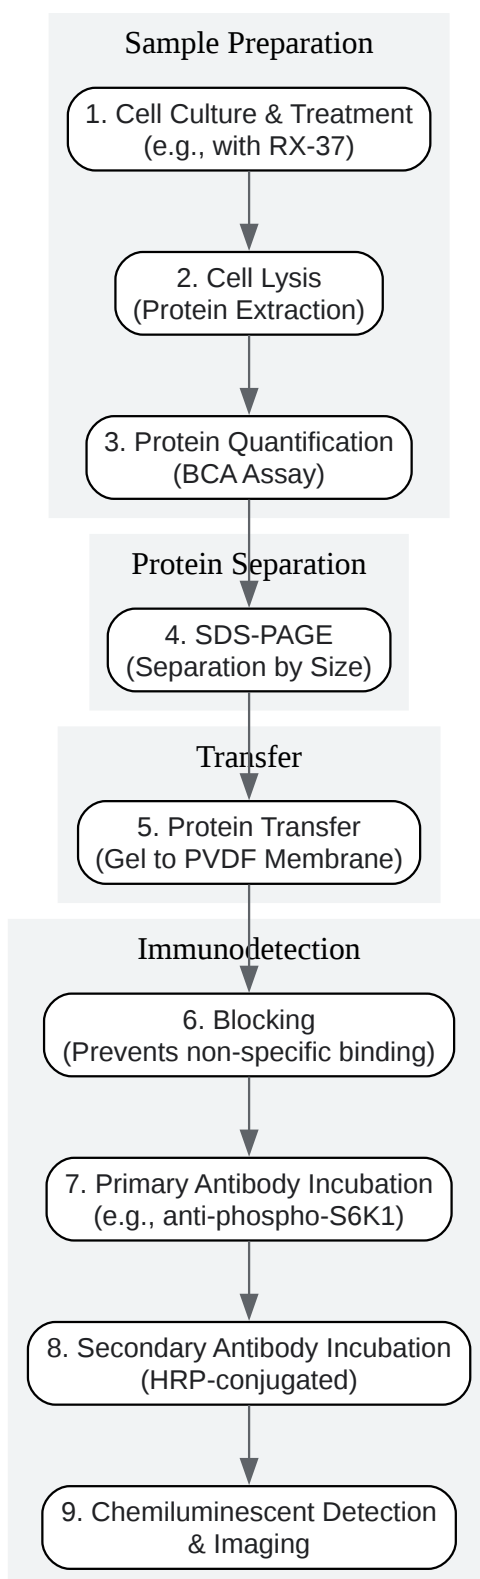 Sample Preparation
1. Cell Culture & Treatment
(e.g., with RX-37)
2. Cell Lysis
(Protein Extraction)
3. Protein Quantification
(BCA Assay)
Protein Separation
4. SDS-PAGE
(Separation by Size)
Transfer
5. Protein Transfer
(Gel to PVDF Membrane)
Immunodetection
6. Blocking
(Prevents non-specific binding)
7. Primary Antibody Incubation
(e.g., anti-phospho-S6K1)
8. Secondary Antibody Incubation
(HRP-conjugated)
9. Chemiluminescent Detection
& Imaging